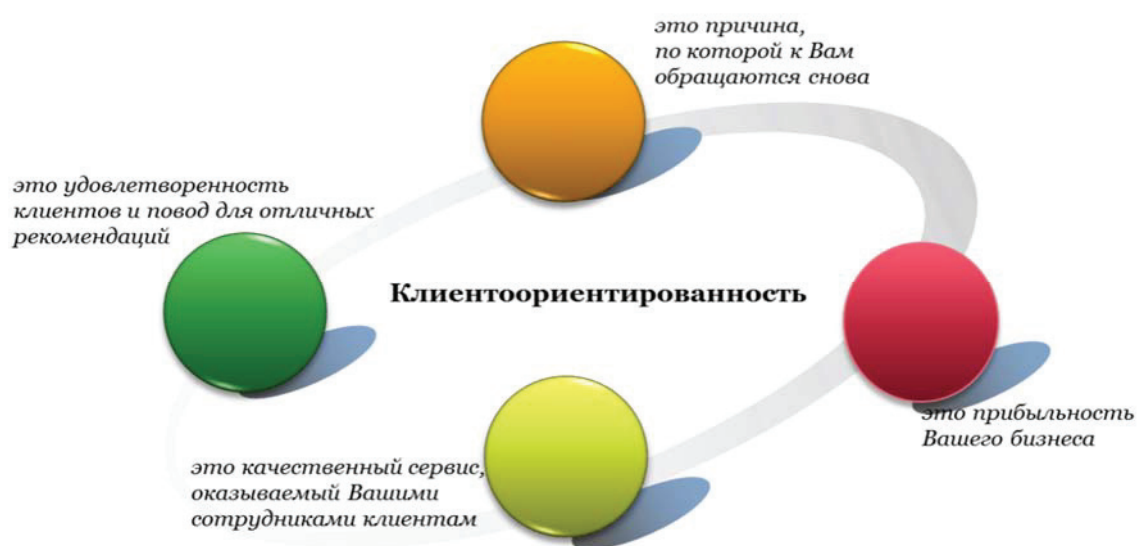 это причина,
по которой к Вам
обращаются снова
это удовлетворенность
клиентов и повод для отличных
рекомендаций
Клиентоориентированность
это прибыльность
Вашего бизнеса
это качественный сервис,
оказываемый Вашими
сотрудниками клиентам